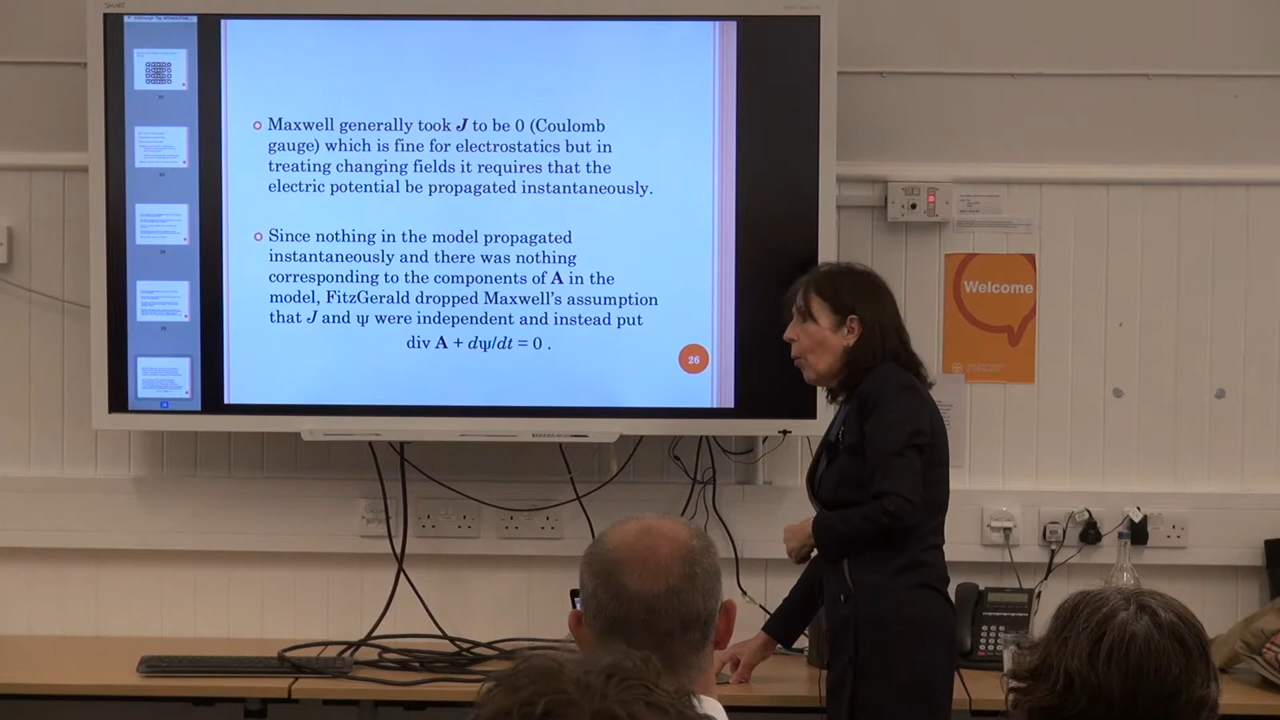 Maxwell generally took J to be 0 (Coulomb
gauge) which is fine for electrostatics but in
treating changing fields it requires that the
electric potential be propagated instantaneously.
Since nothing in the model propagated
instantaneously and there was nothing
corresponding to the components of A in the
model, FitzGerald dropped Maxwell's assumption
that J and ψ were independent and instead put
div A + dψ/dt = 0 .
26
Welcome